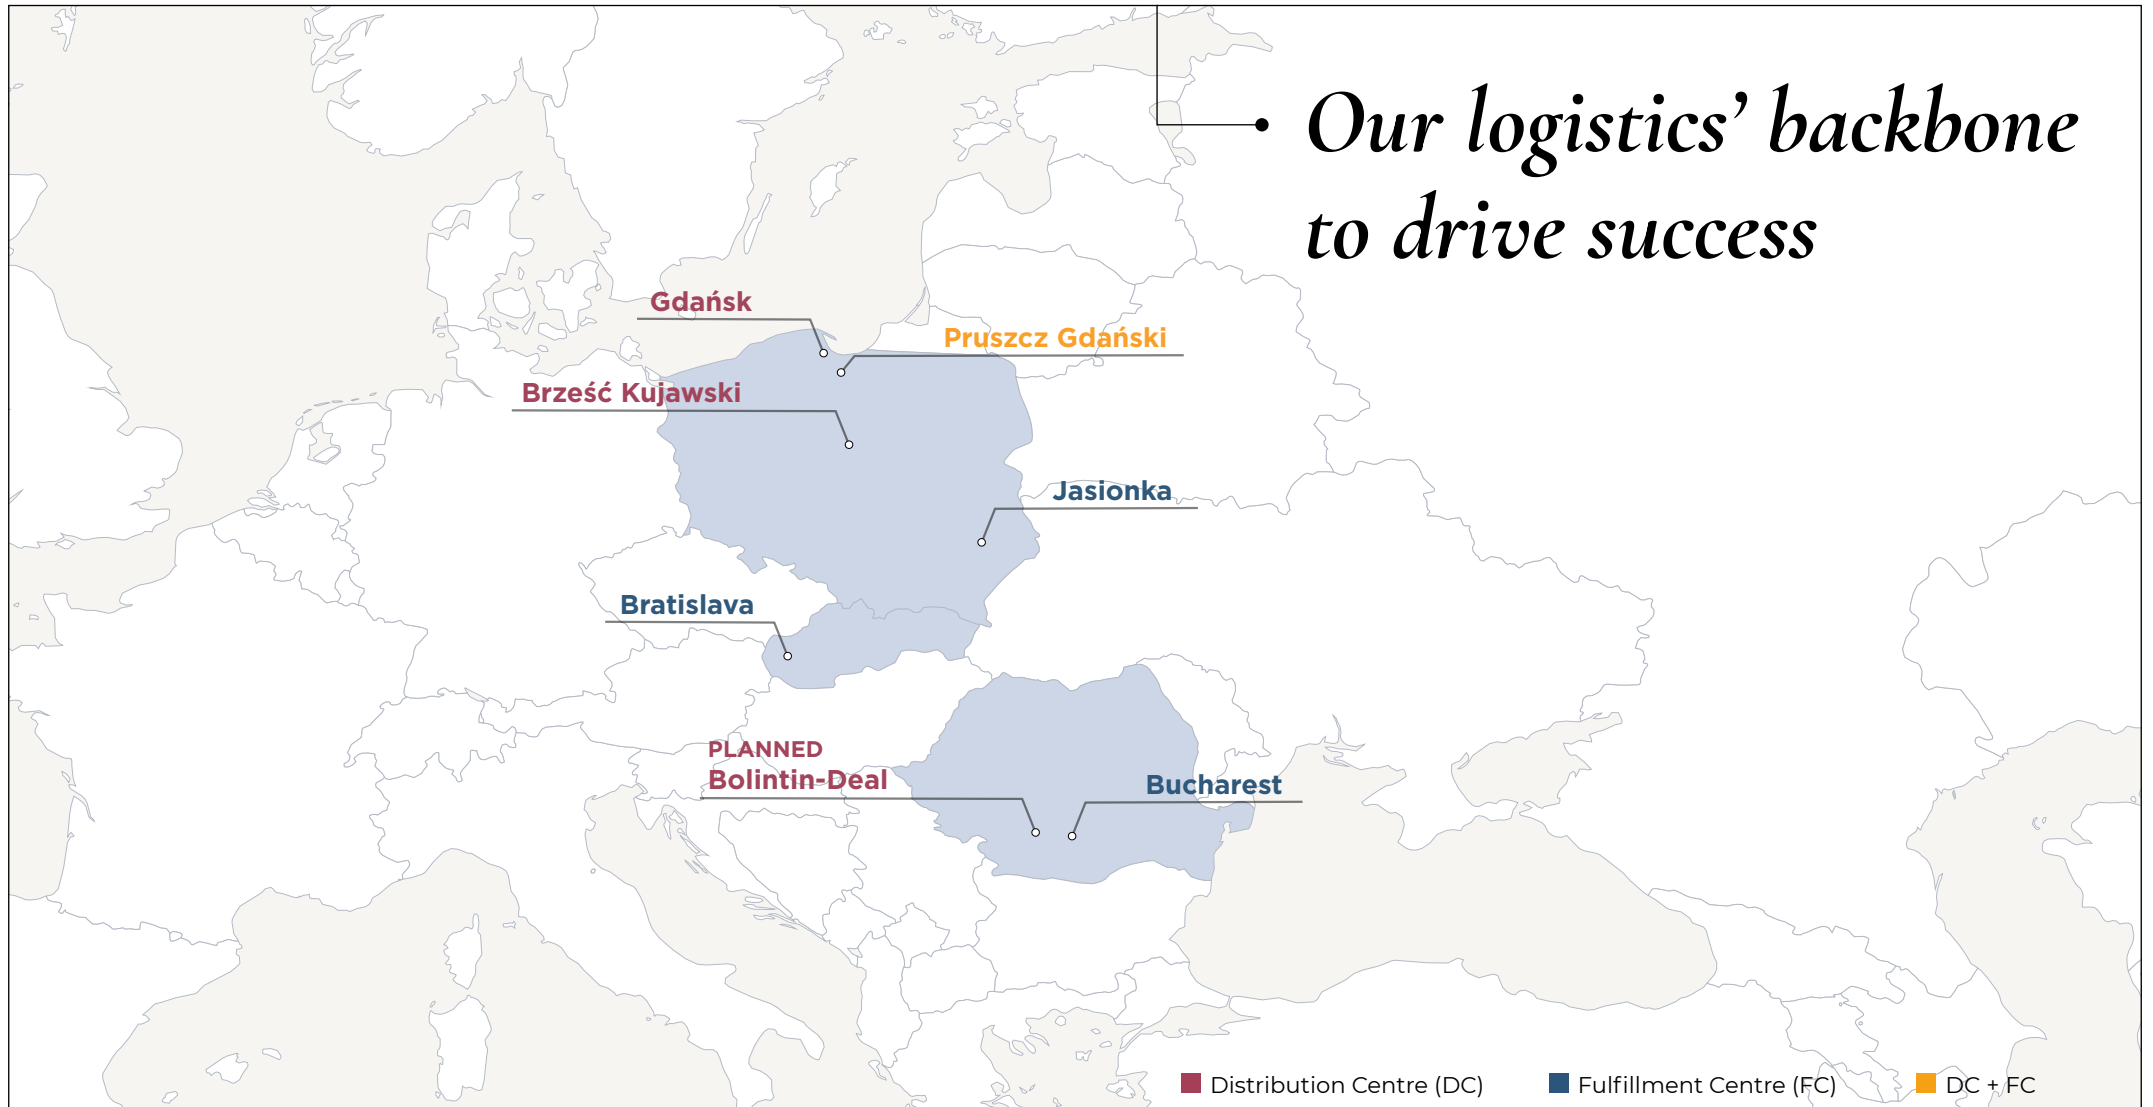 Our logistics’ backbone
to drive success
Gdańsk
Pruszcz Gdański
Brześć Kujawski
Jasionka
Bratislava
PLANNED
Bolintin-Deal
Bucharest
Distribution Centre (DC)
Fulfillment Centre (FC)
DC + FC